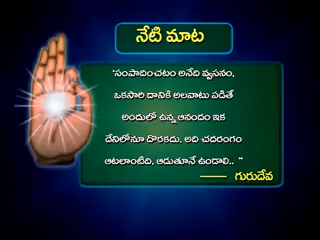 నేటి మాట
'సంపాదించటం అనేది వ్యసనం,
ఒకసారి దానికి అలవాటు పడితే
అందులో ఉన్న ఆనందం ఇక
దేనిలోనూ దొరకదు. అది చదరంగం
ఆటలాంటిది, ఆడుతూనే ఉండాలి.. "
—— గురుదేవ